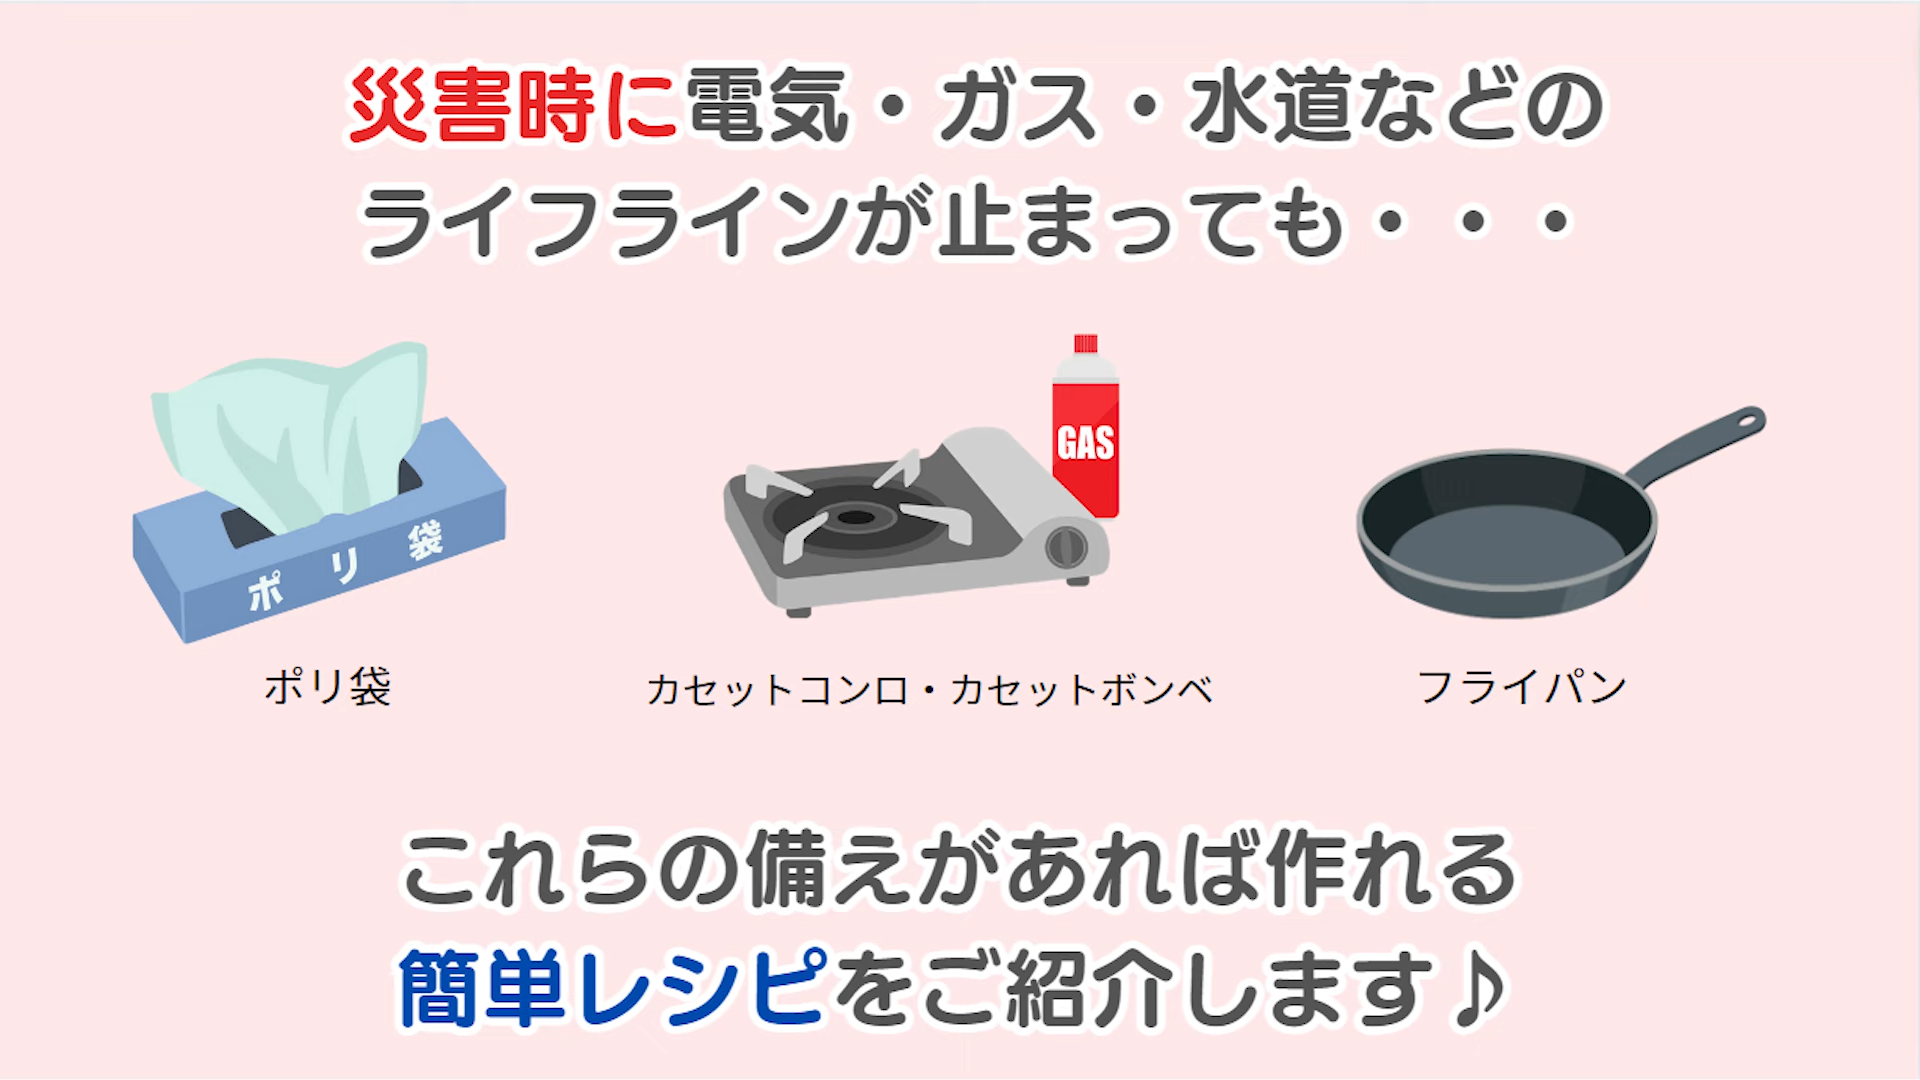 災害時に電気・ガス・水道などの
ライフラインが止まっても・・・
GAS
ポリ袋
ポリ袋
カセットコンロ・カセットボンベ
フライパン
これらの備えがあれば作れる
簡単レシピをご紹介します♪